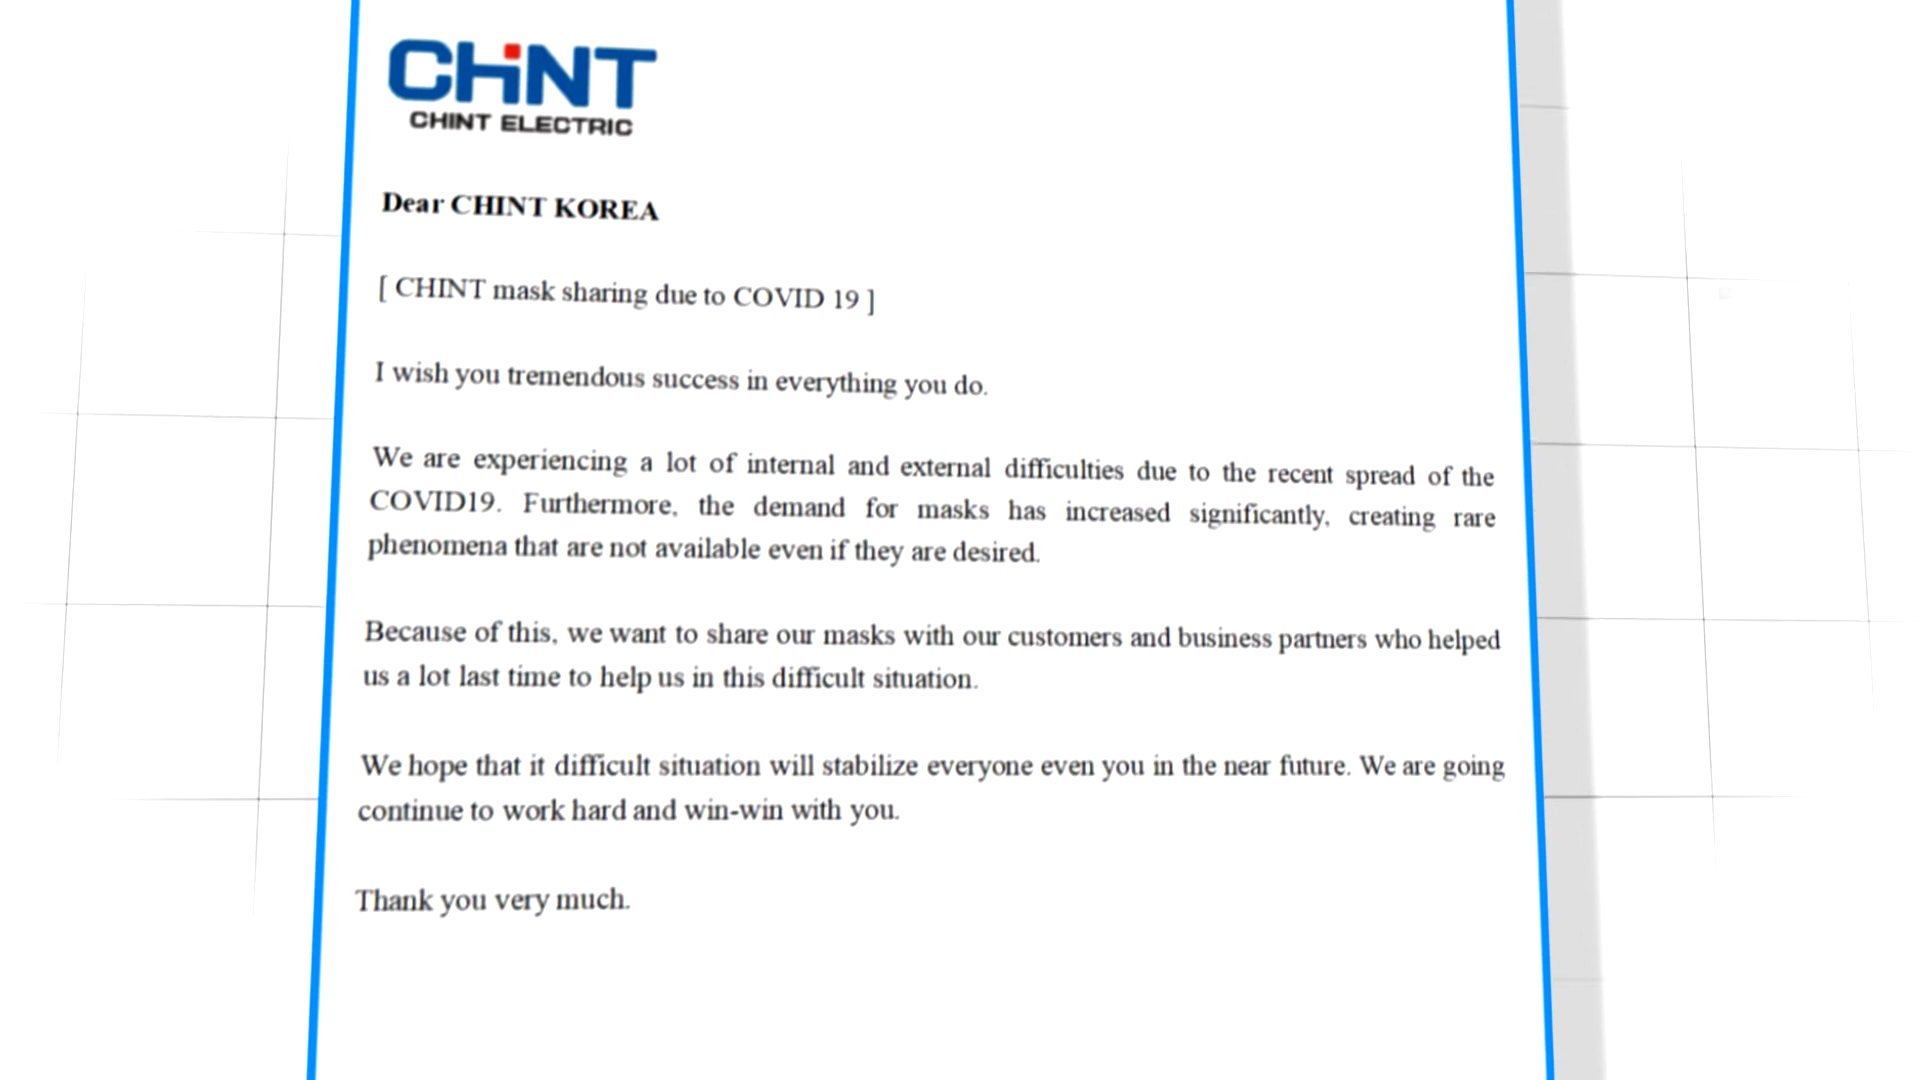 CHINT
CHINT ELECTRIC
Dear CHINT KOREA
[ CHINT mask sharing due to COVID 19 ]
I wish you tremendous success in everything you do.
We are experiencing a lot of internal and external difficulties due to the recent spread of the
COVID19. Furthermore, the demand for masks has increased significantly, creating rare
phenomena that are not available even if they are desired.
Because of this, we want to share our masks with our customers and business partners who helped
us a lot last time to help us in this difficult situation.
We hope that it difficult situation will stabilize everyone even you in the near future. We are going
continue to work hard and win-win with you.
Thank you very much.